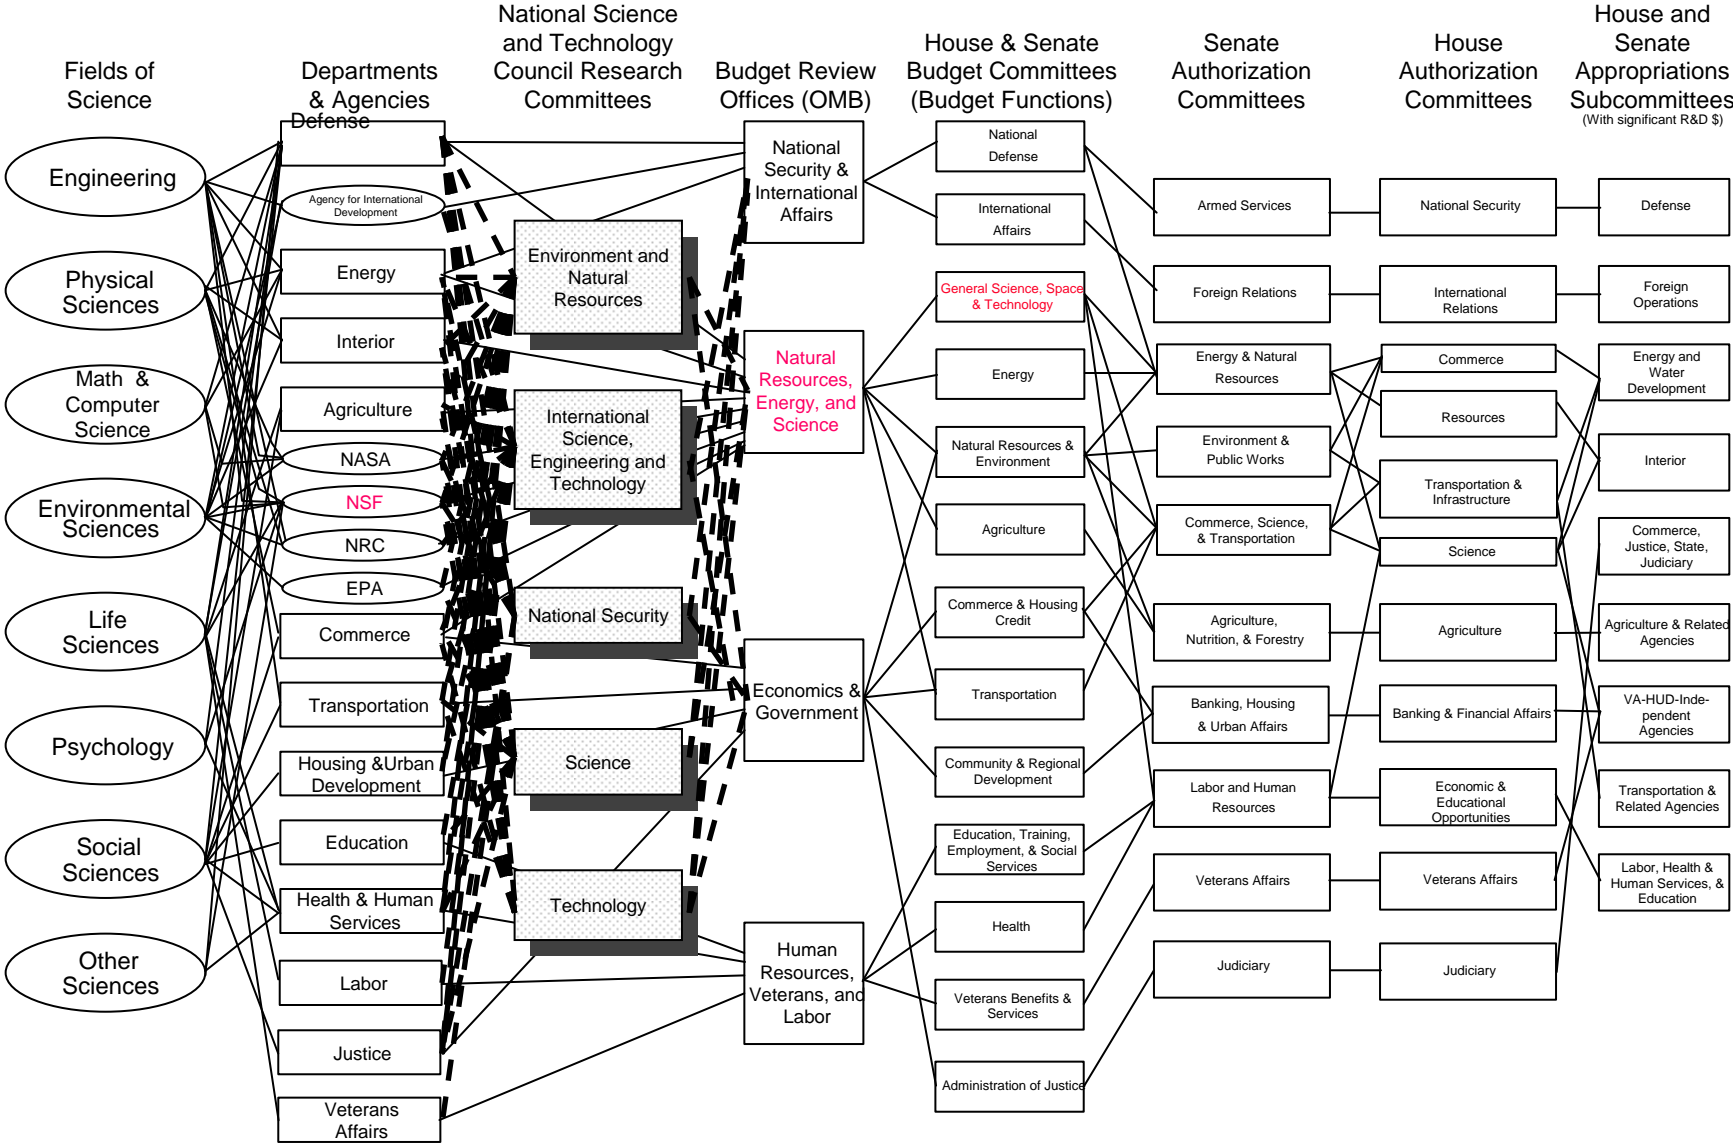 Fields of
Science
Departments
& Agencies
National Science
and Technology
Council Research
Committees
Budget Review
Offices (OMB)
House & Senate
Budget Committees
(Budget Functions)
Senate
Authorization
Committees
House
Authorization
Committees
House and
Senate
Appropriations
Subcommittees
(With significant R&D $)
Engineering
Physical
Sciences
Math &
Computer
Science
Environmental
Sciences
Life
Sciences
Psychology
Social
Sciences
Other
Sciences
Defense
Agency for International
Development
Energy
Interior
Agriculture
NASA
NSF
NRC
EPA
Commerce
Transportation
Housing &Urban
Development
Education
Health & Human
Services
Labor
Justice
Veterans
Affairs
Environment and
Natural
Resources
International
Science,
Engineering and
Technology
National Security
Science
Technology
National
Security &
International
Affairs
Natural
Resources,
Energy, and
Science
Economics &
Government
Human
Resources,
Veterans, and
Labor
National
Defense
International
Affairs
General Science, Space
& Technology
Energy
Natural Resources &
Environment
Agriculture
Commerce & Housing
Credit
Transportation
Community & Regional
Development
Education, Training,
Employment, & Social
Services
Health
Veterans Benefits &
Services
Administration of Justice
Armed Services
Foreign Relations
Energy & Natural
Resources
Environment &
Public Works
Commerce, Science,
& Transportation
Agriculture,
Nutrition, & Forestry
Banking, Housing
& Urban Affairs
Labor and Human
Resources
Veterans Affairs
Judiciary
National Security
International
Relations
Commerce
Resources
Transportation &
Infrastructure
Science
Agriculture
Banking & Financial Affairs
Economic &
Educational
Opportunities
Veterans Affairs
Judiciary
Defense
Foreign
Operations
Energy and
Water
Development
Interior
Commerce,
Justice, State,
Judiciary
Agriculture & Related
Agencies
VA-HUD-Inde-
pendent
Agencies
Transportation &
Related Agencies
Labor, Health &
Human Services, &
Education